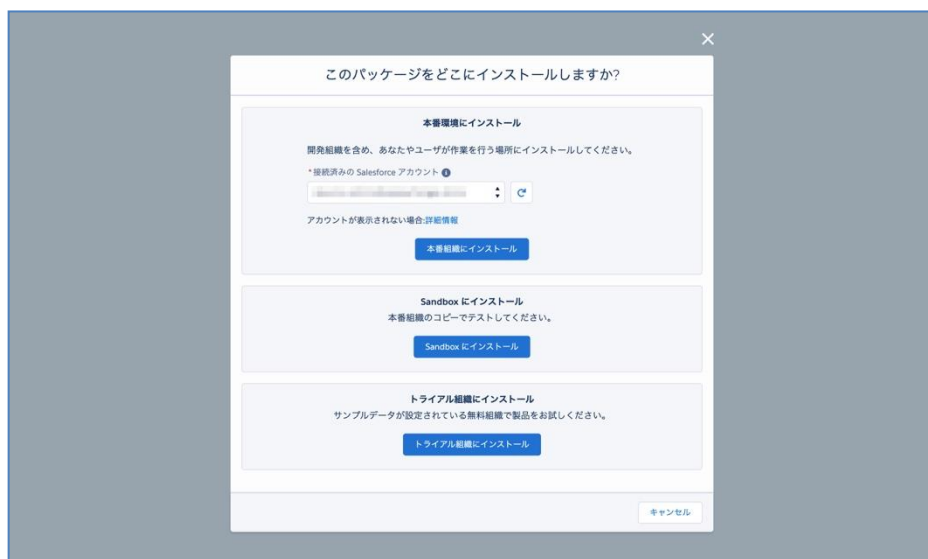 このパッケージをどこにインストールしますか?
本番環境にインストール
開発組織を含め、あなたやユーザが作業を行う場所にインストールしてください。
*接続済みの Salesforce アカウント
アカウントが表示されない場合:詳細情報
本番組織にインストール
Sandbox にインストール
本番組織のコピーでテストしてください。
Sandbox にインストール
トライアル組織にインストール
サンプルデータが設定されている無料組織で製品をお試しください。
トライアル組織にインストール
キャンセル